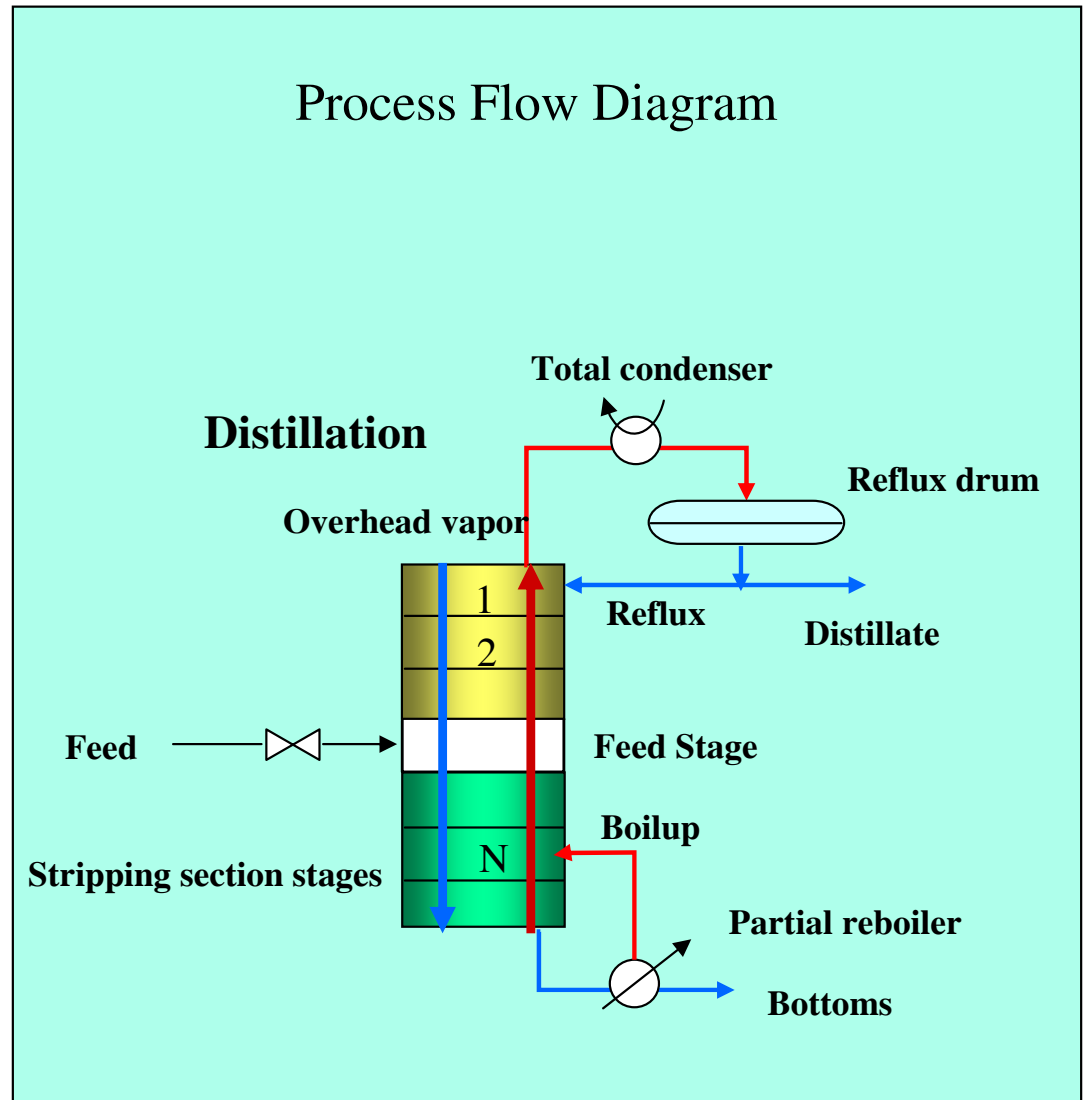 Process Flow Diagram
Total condenser
Distillation
Reflux drum
Overhead vapor
1
Reflux
Distillate
2
Feed
Feed Stage
Boilup
N
Stripping section stages
Partial reboiler
Bottoms